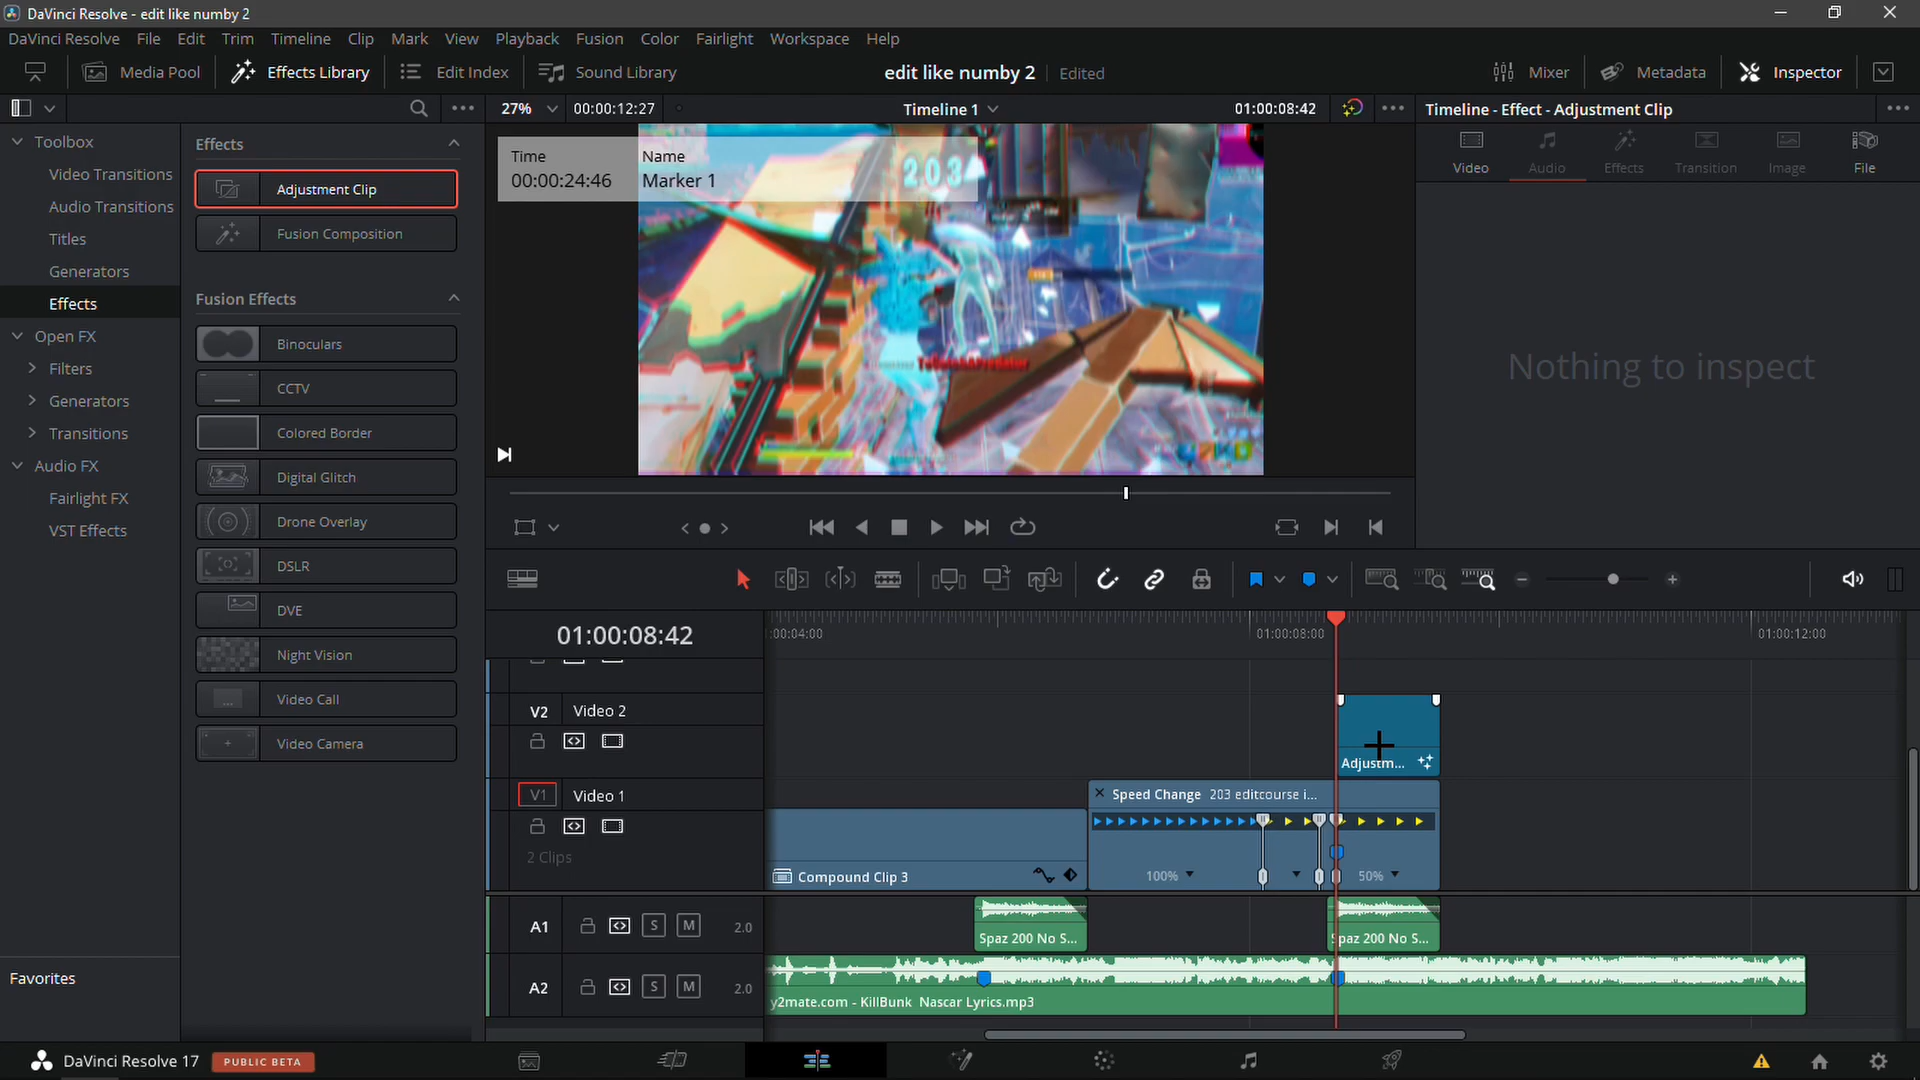 DaVinci Resolve - edit like numby 2
DaVinci Resolve File Edit Trim Timeline Clip Mark View Playback Fusion Color Fairlight Workspace Help
Media Pool Effects Library Edit Index Sound Library edit like numby 2 Edited Mixer Metadata Inspector
27% 00:00:12:27 Timeline 1 01:00:08:42 Timeline - Effect - Adjustment Clip
Toolbox
Video Transitions
Audio Transitions
Titles
Generators
Effects
Open FX
Filters
Generators
Transitions
Audio FX
Fairlight FX
VST Effects
Favorites
Effects
Adjustment Clip
Fusion Composition
Fusion Effects
Binoculars
CCTV
Colored Border
Digital Glitch
Drone Overlay
DSLR
DVE
Night Vision
Video Call
Video Camera
Time Name
00:00:24:46 Marker 1
203
Video Audio Effects Transition Image File
Nothing to inspect
01:00:08:42
:00:04:00 01:00:08:00 01:00:12:00
V2 Video 2
Adjustm...
V1 Video 1
2 Clips
Speed Change 203 editcourse i...
Compound Clip 3
100% 50%
A1 S M 2.0
Spaz 200 No S... Spaz 200 No S...
A2 S M 2.0
y2mate.com - KillBunk Nascar Lyrics.mp3
DaVinci Resolve 17 PUBLIC BETA